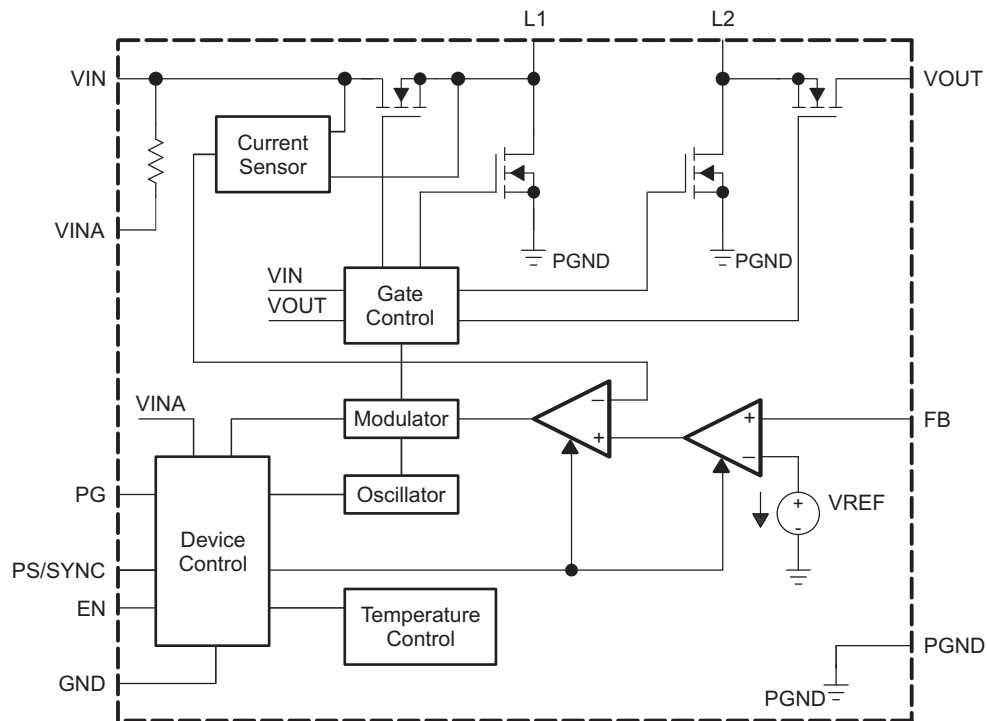 L1
L2
VIN
VOUT
Current
Sensor
VINA
PGND
PGND
VIN
VOUT
Gate
Control
VINA
Modulator
−
+
+
−
FB
PG
Oscillator
+
-
VREF
Device
Control
PS/SYNC
EN
Temperature
Control
PGND
GND
PGND